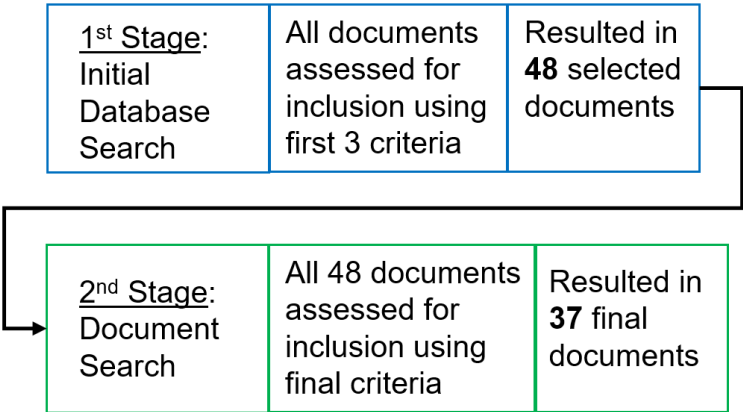 1st Stage:
Initial
Database
Search
All documents
assessed for
inclusion using
first 3 criteria
Resulted in
48 selected
documents
2nd Stage:
Document
Search
All 48 documents
assessed for
inclusion using
final criteria
Resulted in
37 final
documents